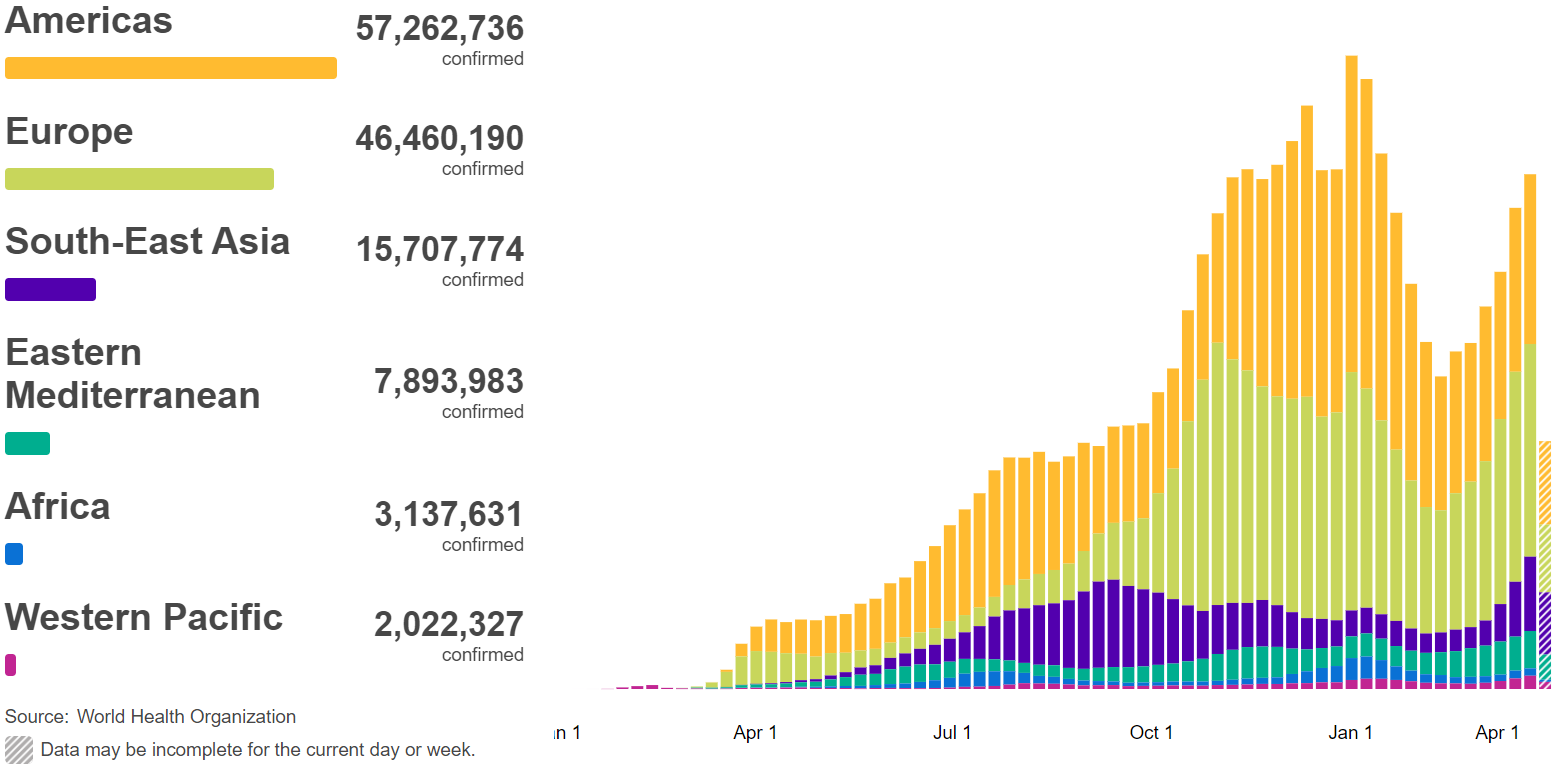 Americas
57,262,736
confirmed
Europe
46,460,190
confirmed
South-East Asia
15,707,774
confirmed
Eastern
Mediterranean
7,893,983
confirmed
Africa
3,137,631
confirmed
Western Pacific
2,022,327
confirmed
Source: World Health Organization
Data may be incomplete for the current day or week.
n 1 Apr 1 Jul 1 Oct 1 Jan 1 Apr 1